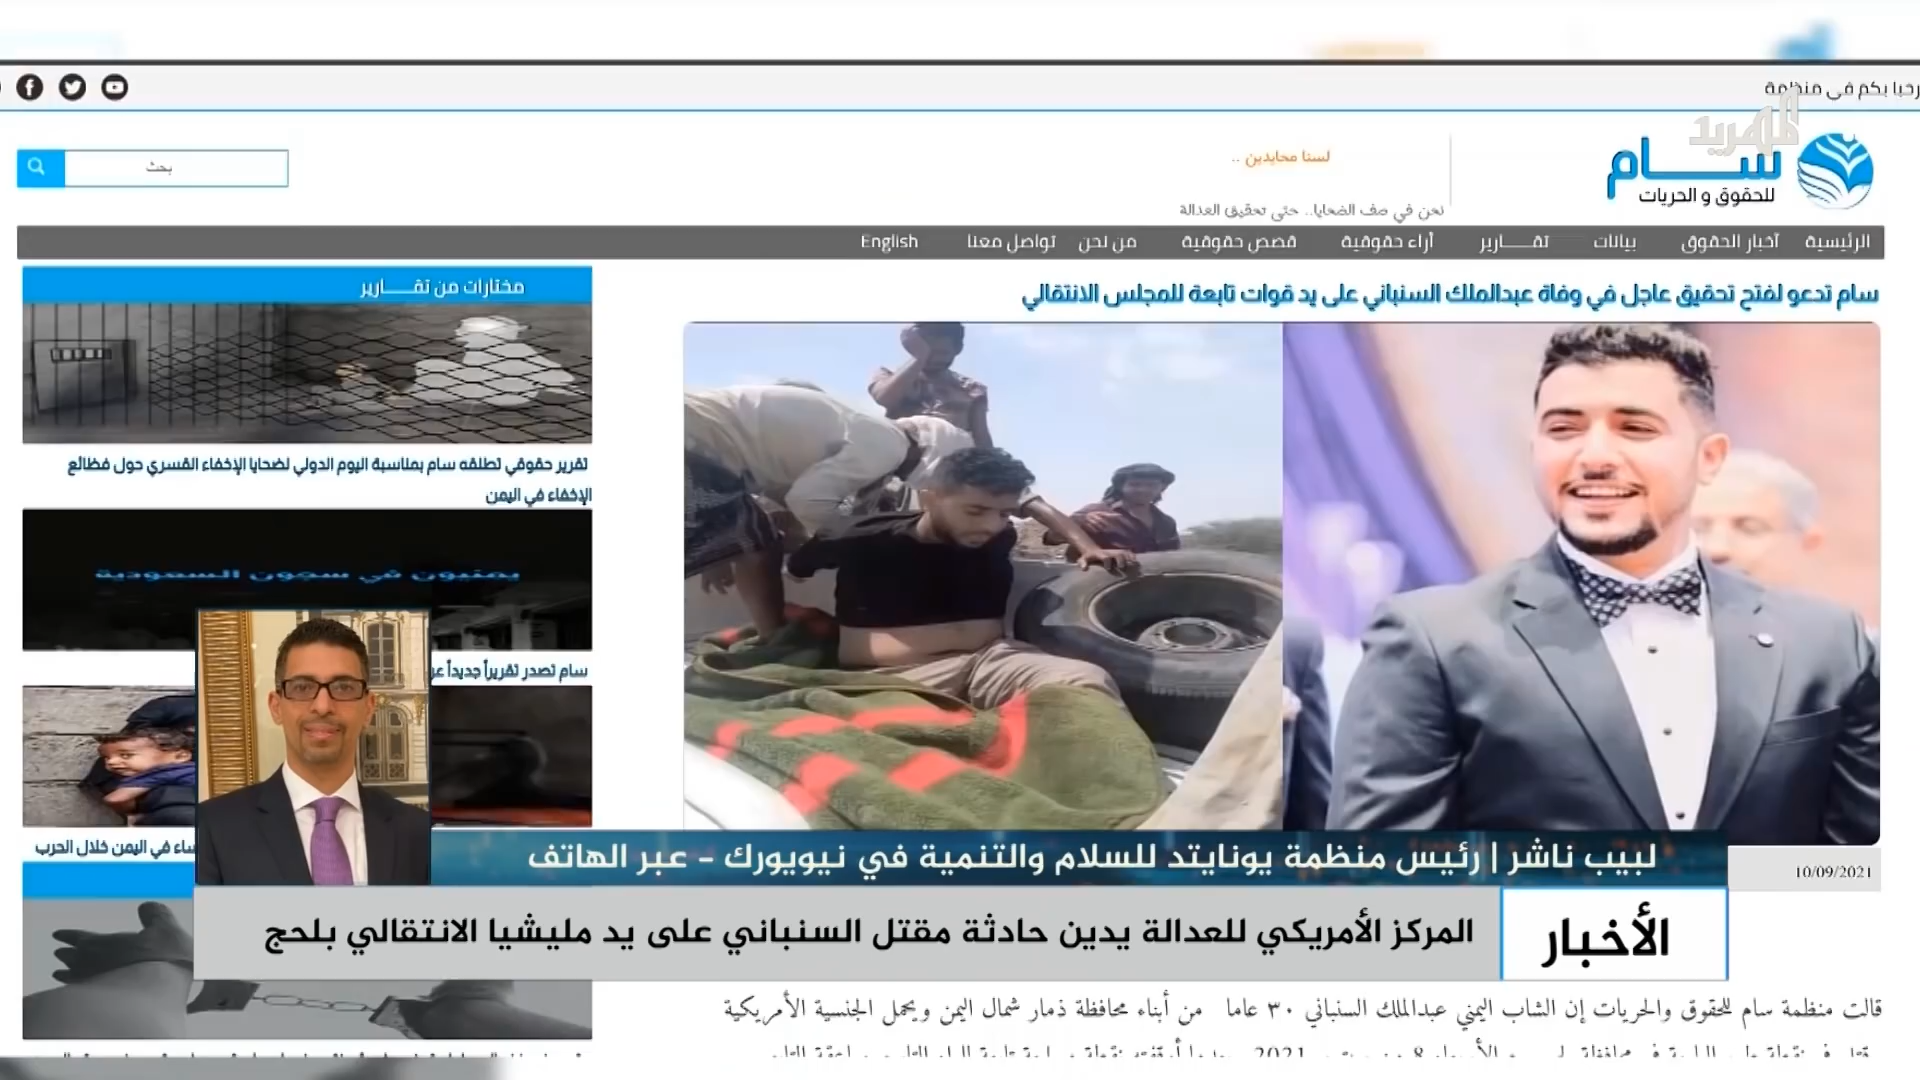 رحبا بكم في منظمة
المهرية
سام
للحقوق و الحريات
لسنا محايدين ..
نحن في صف الضحايا.. حتى تحقيق العدالة
بحث
الرئيسية
أخبار الحقوق
بيانات
تقـــــارير
أراء حقوقية
قصص حقوقية
من نحن
تواصل معنا
English
سام تدعو لفتح تحقيق عاجل في وفاة عبدالملك السنباني على يد قوات تابعة للمجلس الانتقالي
مختارات من تقـــــارير
تقرير حقوقي تطلقه سام بمناسبة اليوم الدولي لضحايا الإخفاء القسري حول فظائع
الإخفاء في اليمن
يمنيون في سجون السعودية
سام تصدر تقريراً جديداً
في اليمن خلال الحرب
10/09/2021
لبيب ناشر | رئيس منظمة يونايتد للسلام والتنمية في نيويورك - عبر الهاتف
الأخبار
المركز الأمريكي للعدالة يدين حادثة مقتل السنباني على يد مليشيا الانتقالي بلحج
قالت منظمة سام للحقوق والحريات إن الشاب اليمني عبدالملك السنباني ٣٠ عاما من أبناء محافظة ذمار شمال اليمن ويحمل الجنسية الأمريكية